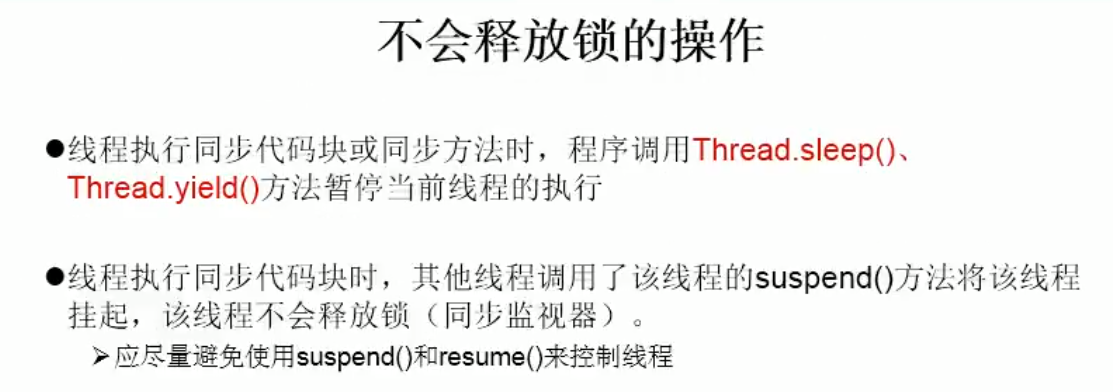 不会释放锁的操作
●线程执行同步代码块或同步方法时，程序调用Thread.sleep()、
Thread.yield()方法暂停当前线程的执行
●线程执行同步代码块时，其他线程调用了该线程的suspend()方法将该线程
挂起，该线程不会释放锁（同步监视器）。
➢应尽量避免使用suspend()和resume()来控制线程